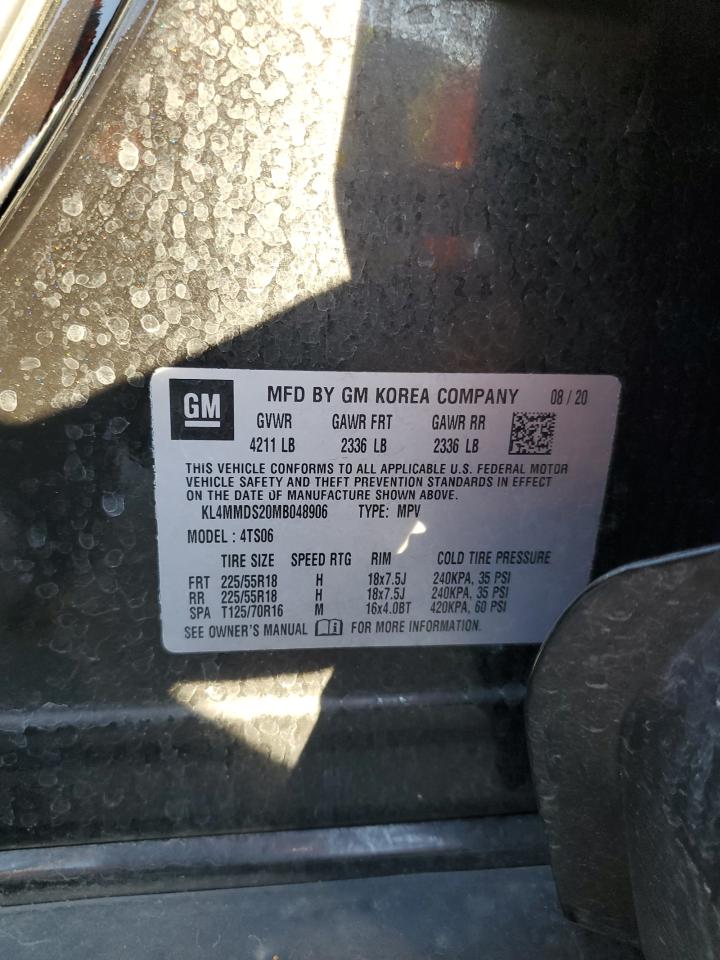 GM MFD BY GM KOREA COMPANY 08 / 20
GVWR GAWR FRT GAWR RR
4211 LB 2336 LB 2336 LB
THIS VEHICLE CONFORMS TO ALL APPLICABLE U.S. FEDERAL MOTOR
VEHICLE SAFETY AND THEFT PREVENTION STANDARDS IN EFFECT
ON THE DATE OF MANUFACTURE SHOWN ABOVE.
KL4MMDS20MB048906 TYPE: MPV
MODEL : 4TS06
TIRE SIZE SPEED RTG RIM COLD TIRE PRESSURE
FRT 225/55R18 H 18x7.5J 240KPA, 35 PSI
RR 225/55R18 H 18x7.5J 240KPA, 35 PSI
SPA T125/70R16 M 16x4.0BT 420KPA, 60 PSI
SEE OWNER'S MANUAL FOR MORE INFORMATION.